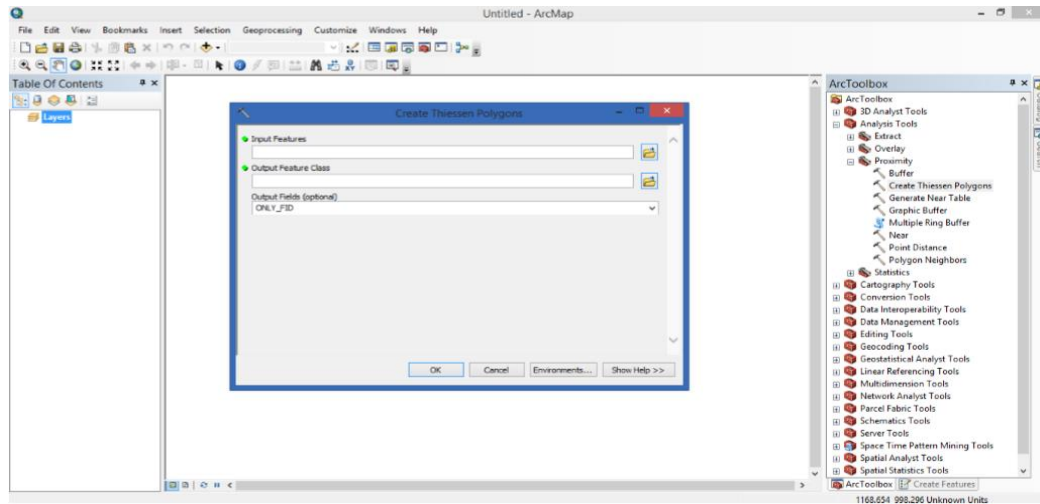 Untitled - ArcMap
File Edit View Bookmarks Insert Selection Geoprocessing Customize Windows Help
Table Of Contents
Layers
Create Thiessen Polygons
Input Features
Output Feature Class
Output Fields (optional)
ONLY_FID
OK Cancel Environments... Show Help >>
ArcToolbox
ArcToolbox
3D Analyst Tools
Analysis Tools
Extract
Overlay
Proximity
Buffer
Create Thiessen Polygons
Generate Near Table
Graphic Buffer
Multiple Ring Buffer
Near
Point Distance
Polygon Neighbors
Statistics
Cartography Tools
Conversion Tools
Data Interoperability Tools
Data Management Tools
Editing Tools
Geocoding Tools
Geostatistical Analyst Tools
Linear Referencing Tools
Multidimension Tools
Network Analyst Tools
Parcel Fabric Tools
Schematics Tools
Server Tools
Space Time Pattern Mining Tools
Spatial Analyst Tools
Spatial Statistics Tools
ArcToolbox Create Features
1168.654 998.296 Unknown Units